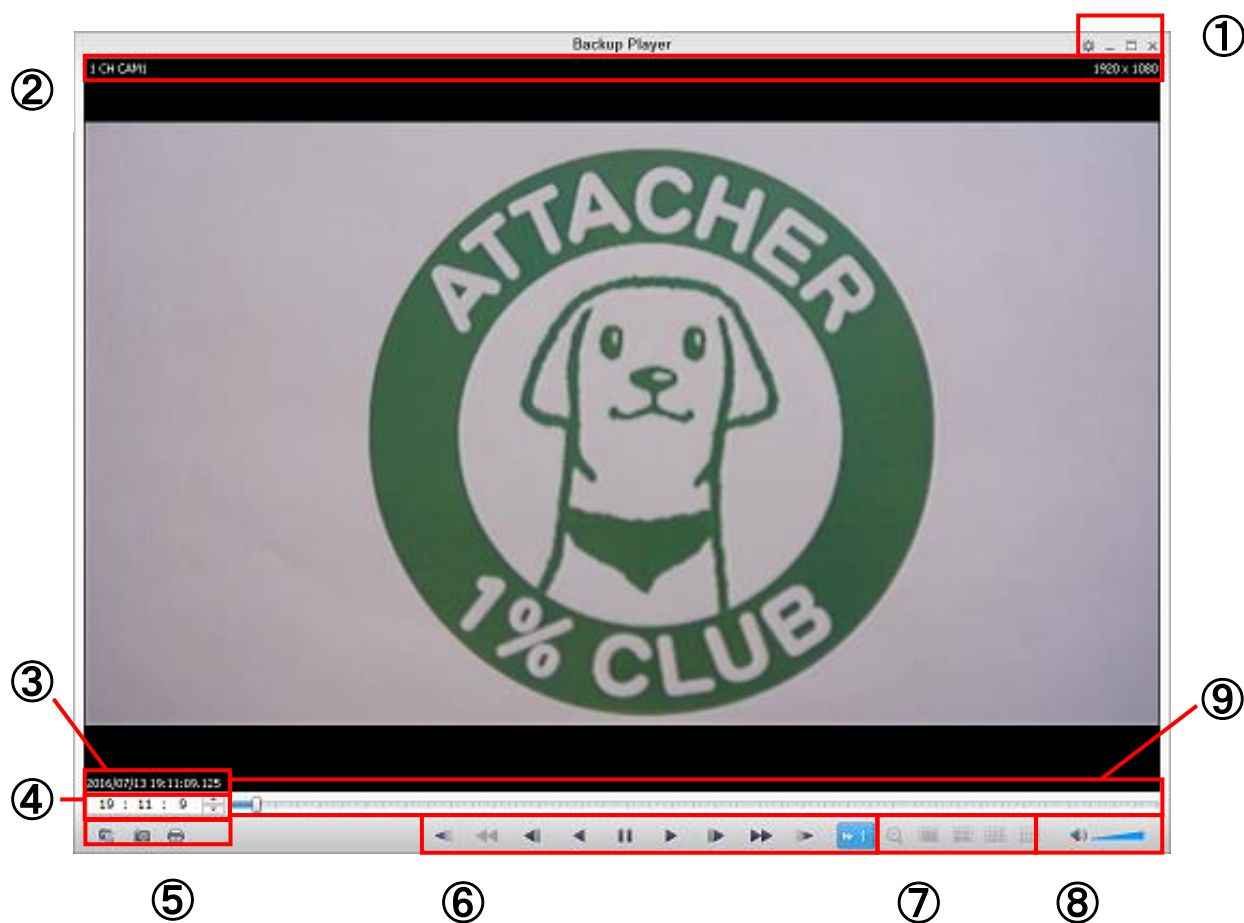 Backup Player
①
1 CH CAM1
1920 x 1080
②
ATTACHER
1% CLUB
③
⑨
2016/07/13 19:11:09.125
④
19 : 11 : 9
1
⑤
⑥
⑦
⑧